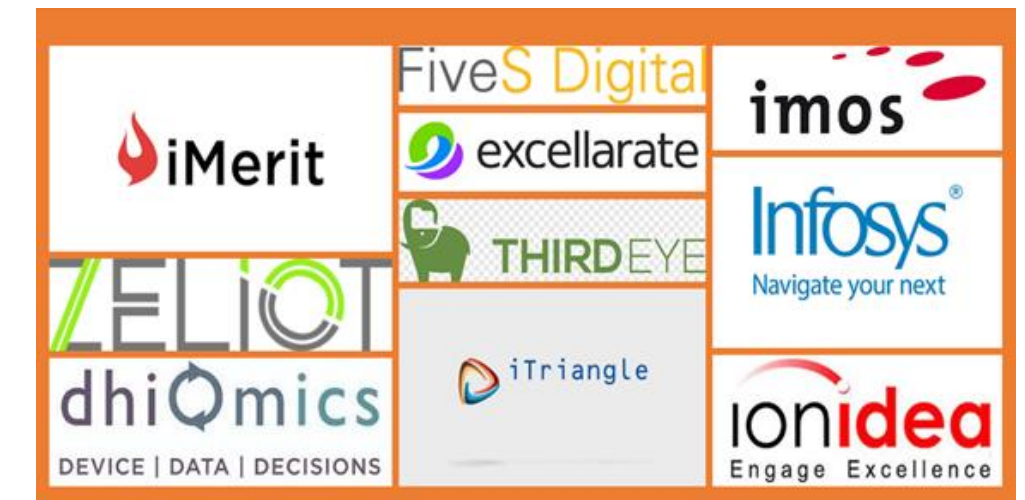 iMerit
ZELIOT
dhiOmics
DEVICE | DATA | DECISIONS
FiveS Digital
excellarate
THIRDEYE
iTriangle
imos
Infosys®
Navigate your next
ionidea
Engage Excellence